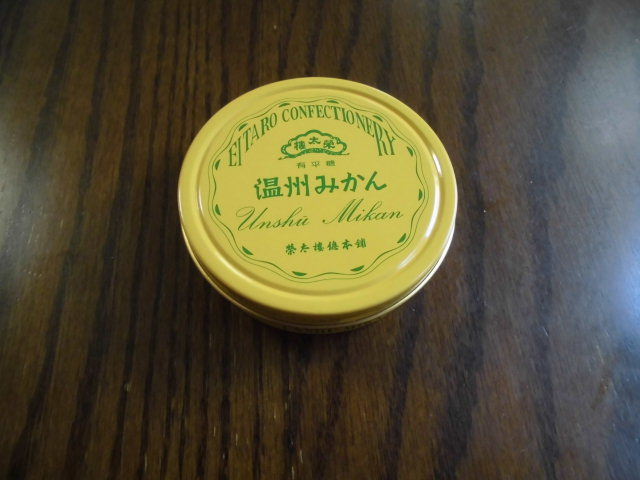 EITARO CONFECTIONERY
榮太樓
有平糖
温州みかん
Unshū Mikan
榮太樓總本鋪